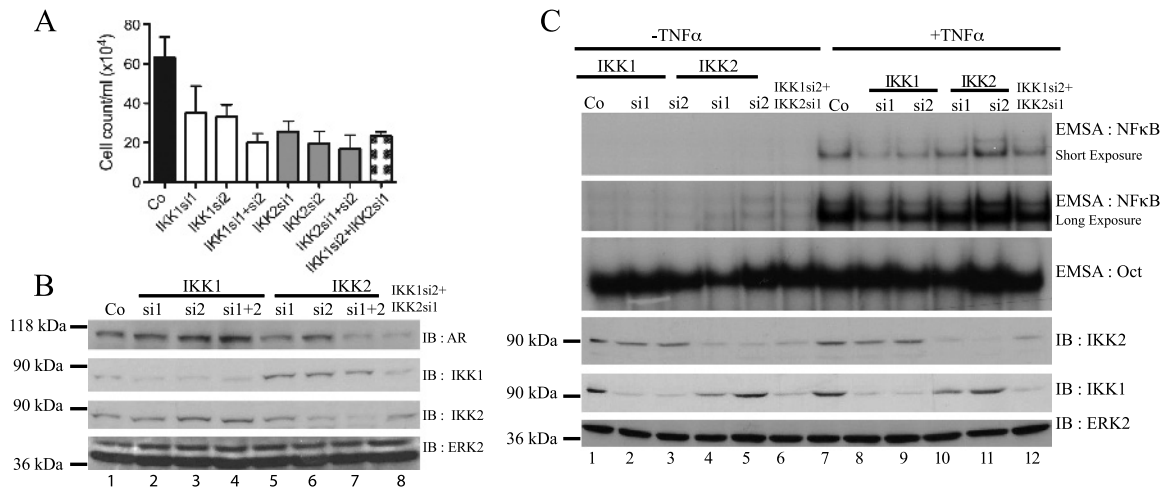 A
Cell count/ml (x10⁴)
80
60
40
20
0
Co
IKK1si1
IKK1si2
IKK1si1+si2
IKK2si1
IKK2si2
IKK2si1+si2
IKK1si2+IKK2si1
B
IKK1 IKK2
Co si1 si2 si1+2 si1 si2 si1+2 IKK1si2+
IKK2si1
118 kDa IB : AR
90 kDa IB : IKK1
90 kDa IB : IKK2
IB : ERK2
36 kDa
1 2 3 4 5 6 7 8
C
-TNFα +TNFα
IKK1 IKK2 IKK1 IKK2
Co si1 si2 si1 si2 IKK1si2+
IKK2si1
Co si1 si2 si1 si2 IKK1si2+
IKK2si1
EMSA : NFκB
Short Exposure
EMSA : NFκB
Long Exposure
EMSA : Oct
90 kDa IB : IKK2
90 kDa IB : IKK1
IB : ERK2
36 kDa
1 2 3 4 5 6 7 8 9 10 11 12